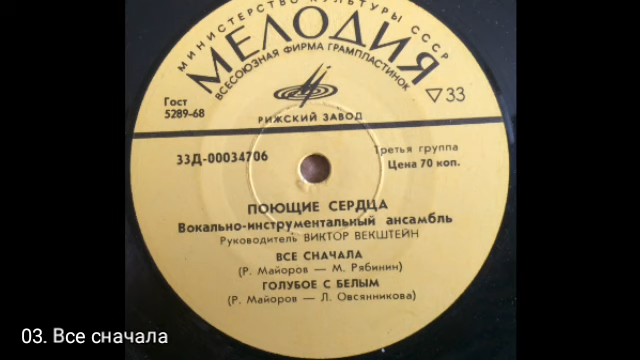 МИНИСТЕРСТВО КУЛЬТУРЫ СССР
МЕЛОДИЯ
ВСЕСОЮЗНАЯ ФИРМА ГРАМПЛАСТИНОК
Гост
5289-68
▽33
РИЖСКИЙ ЗАВОД
33Д-00034706
Третья группа
Цена 70 коп.
ПОЮЩИЕ СЕРДЦА
Вокально-инструментальный ансамбль
Руководитель ВИКТОР ВЕКШТЕЙН
ВСЕ СНАЧАЛА
(Р. Майоров — М. Рябинин)
ГОЛУБОЕ С БЕЛЫМ
(Р. Майоров — Л. Овсянникова)
03. Все сначала